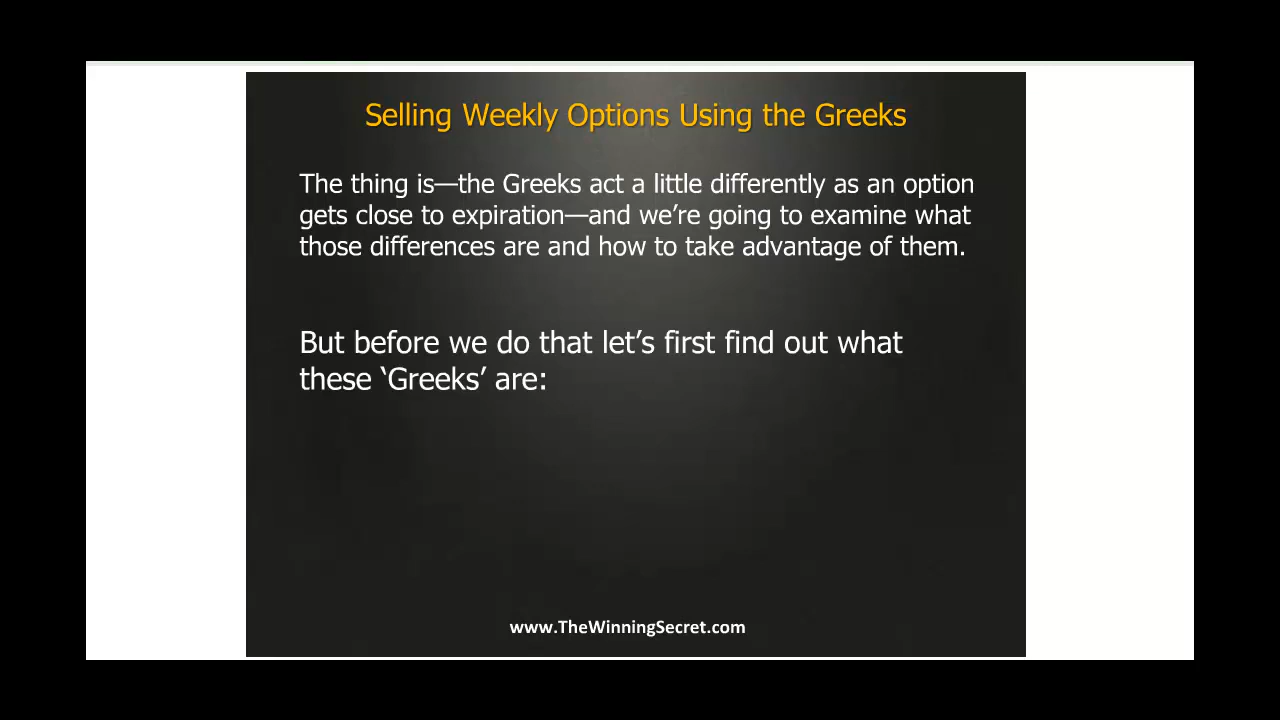 Selling Weekly Options Using the Greeks
The thing is—the Greeks act a little differently as an option
gets close to expiration—and we’re going to examine what
those differences are and how to take advantage of them.
But before we do that let’s first find out what
these ‘Greeks’ are:
www.TheWinningSecret.com